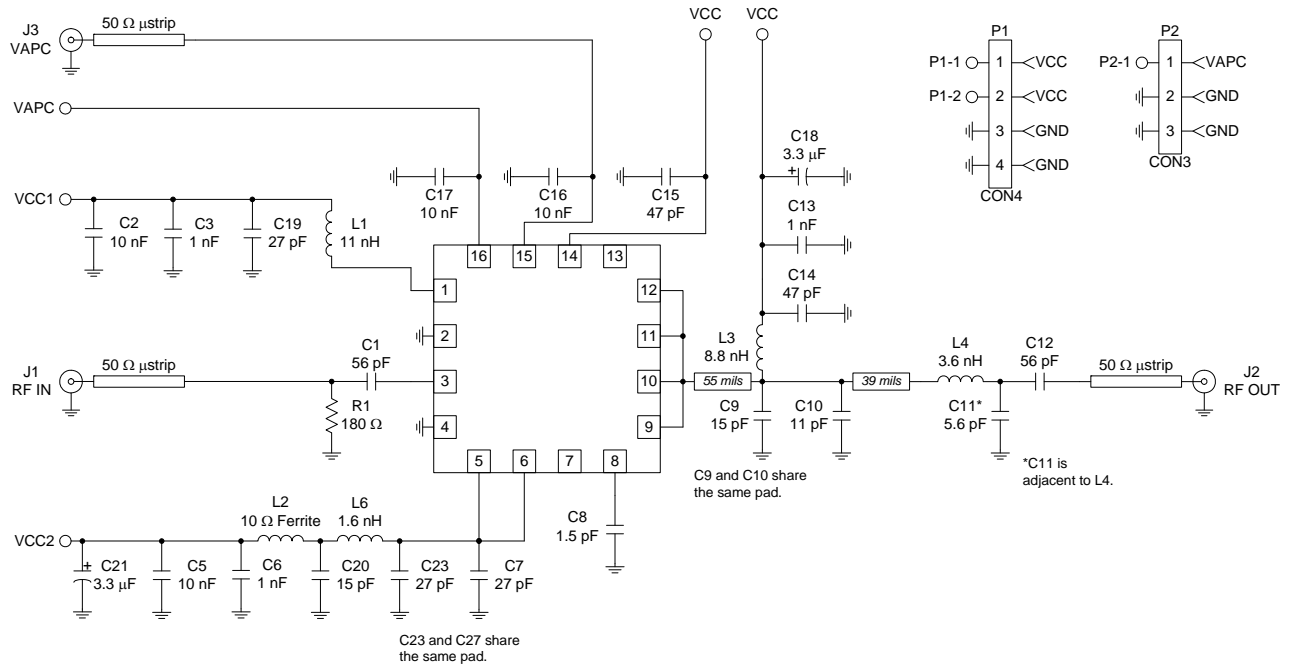 J3
VAPC
50 Ω µstrip
VCC
VCC
P1
P1-1
1
VCC
P1-2
2
VCC
3
GND
4
GND
CON4
P2
P2-1
1
VAPC
2
GND
3
GND
CON3
VAPC
C17
10 nF
C16
10 nF
C15
47 pF
C18
3.3 µF
+
C13
1 nF
C14
47 pF
VCC1
C2
10 nF
C3
1 nF
C19
27 pF
L1
11 nH
16
15
14
13
1
2
3
4
12
11
10
9
5
6
7
8
J1
RF IN
50 Ω µstrip
C1
56 pF
R1
180 Ω
L3
8.8 nH
55 mils
C9
15 pF
C10
11 pF
39 mils
L4
3.6 nH
C11*
5.6 pF
C12
56 pF
50 Ω µstrip
J2
RF OUT
C9 and C10 share
the same pad.
*C11 is
adjacent to L4.
VCC2
+
C21
3.3 µF
C5
10 nF
C6
1 nF
L2
10 Ω Ferrite
C20
15 pF
L6
1.6 nH
C23
27 pF
C7
27 pF
C8
1.5 pF
C23 and C27 share
the same pad.